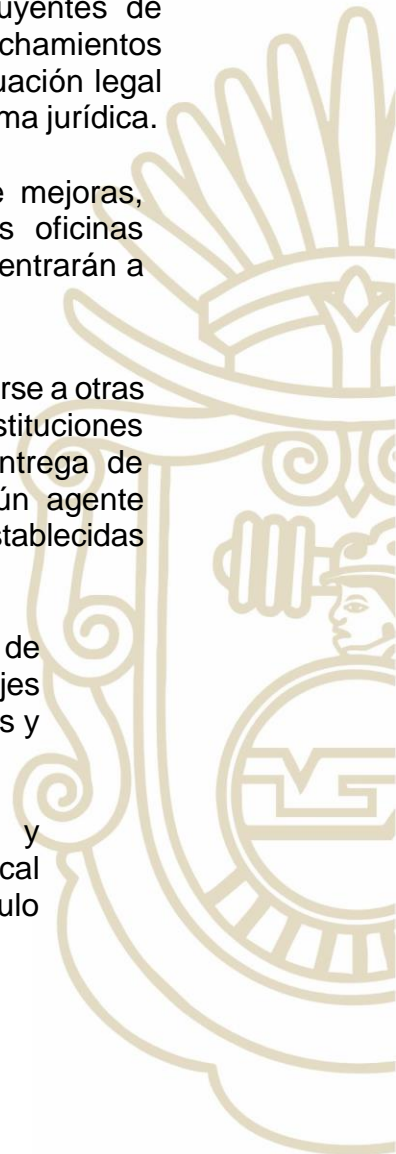 uyentes de
chamientos
uación legal
ma jurídica.
e mejoras,
s oficinas
entrarán a
rse a otras
stituciones
ntrega de
ún agente
stablecidas
de
jes
s y
y
cal
ulo